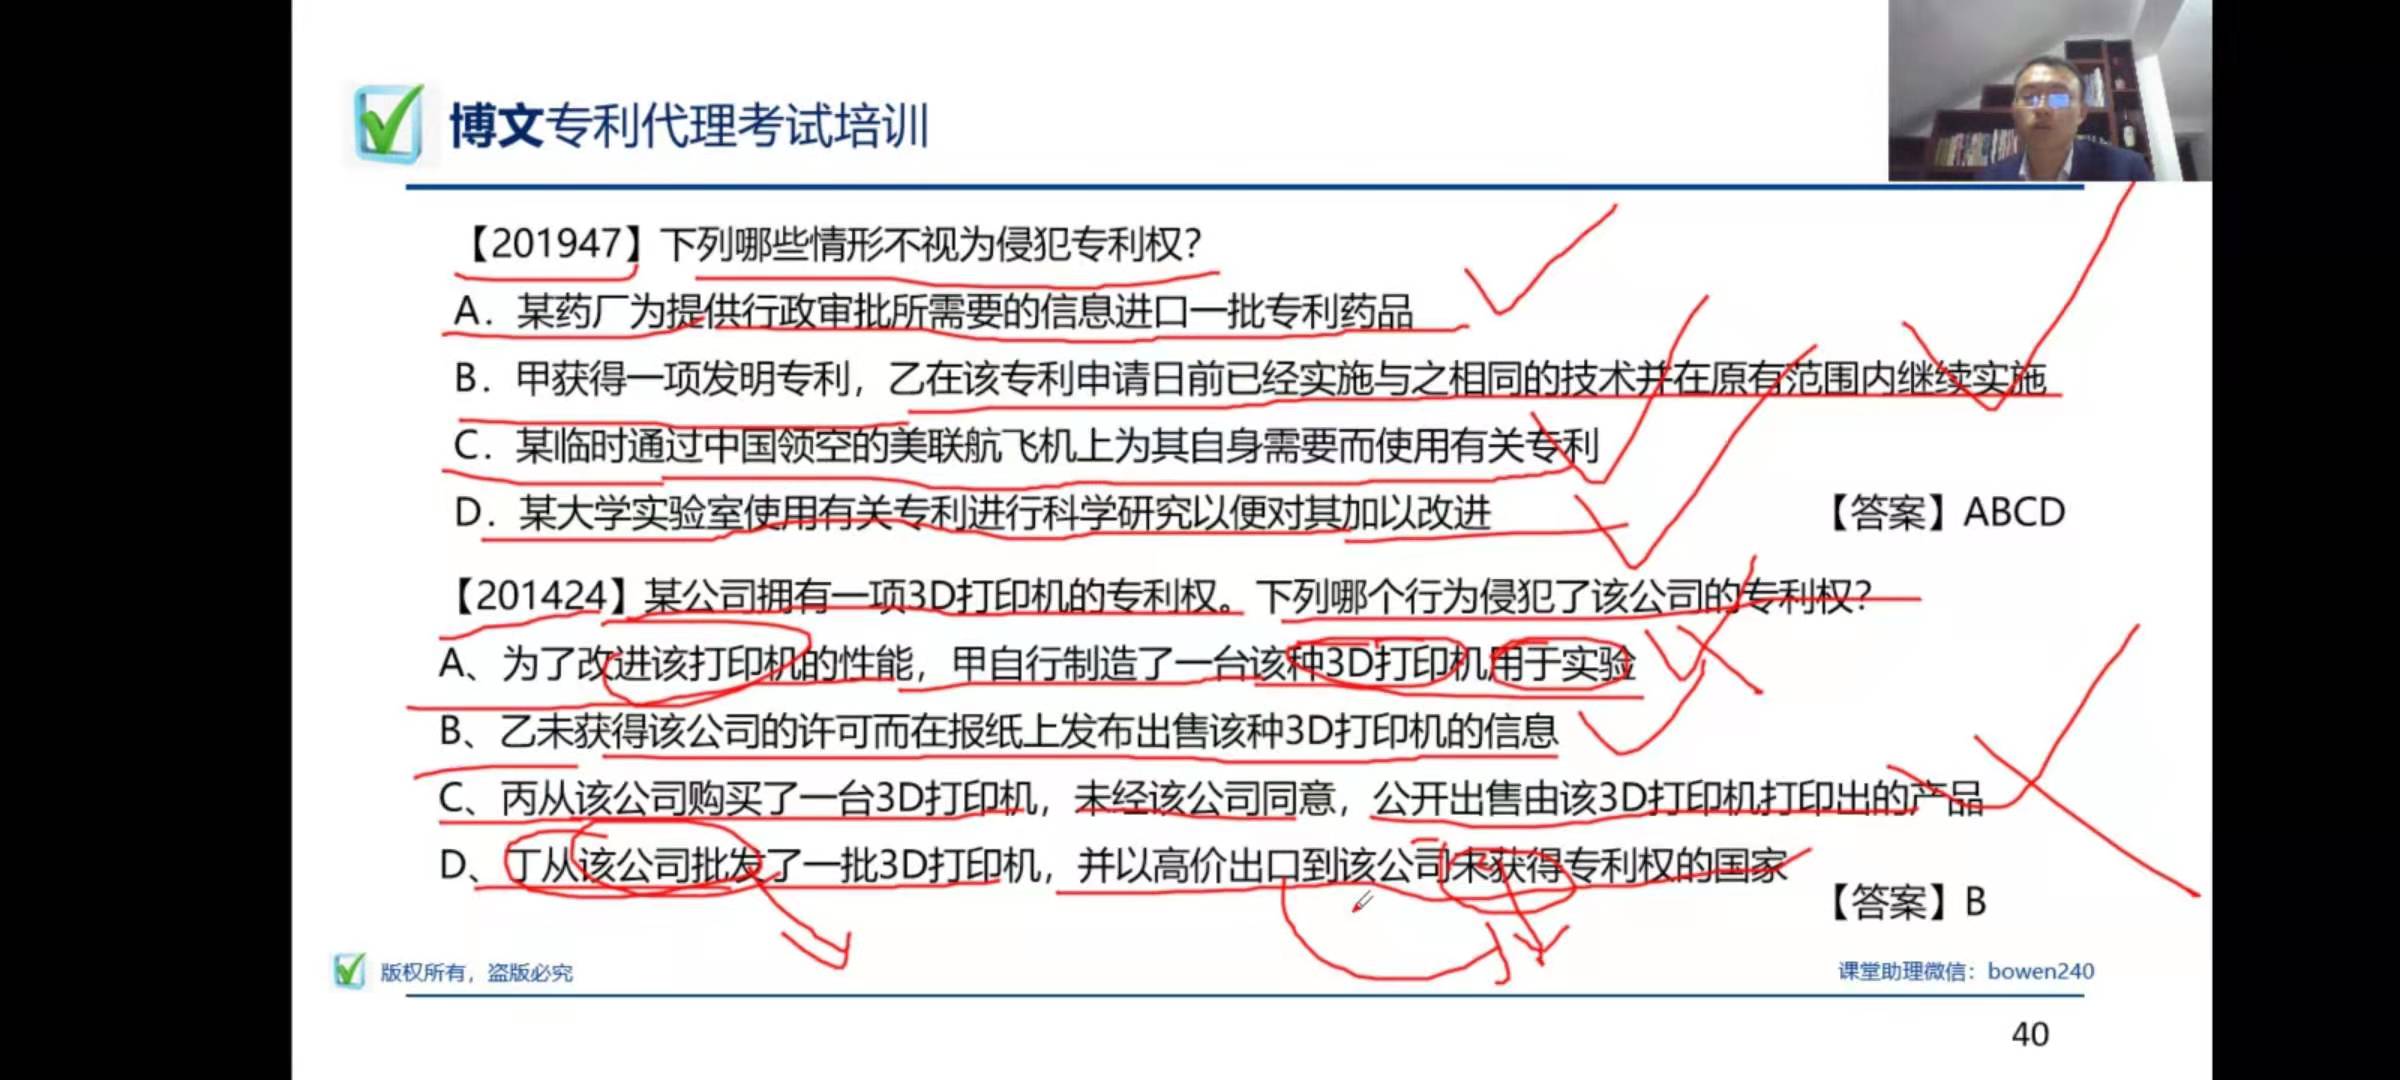 博文专利代理考试培训
【201947】下列哪些情形不视为侵犯专利权？
A．某药厂为提供行政审批所需要的信息进口一批专利药品
B．甲获得一项发明专利，乙在该专利申请日前已经实施与之相同的技术并在原有范围内继续实施
C．某临时通过中国领空的美联航飞机上为其自身需要而使用有关专利
D．某大学实验室使用有关专利进行科学研究以便对其加以改进
【答案】ABCD
【201424】某公司拥有一项3D打印机的专利权。下列哪个行为侵犯了该公司的专利权？
A、为了改进该打印机的性能，甲自行制造了一台该种3D打印机用于实验
B、乙未获得该公司的许可而在报纸上发布出售该种3D打印机的信息
C、丙从该公司购买了一台3D打印机，未经该公司同意，公开出售由该3D打印机打印出的产品
D、丁从该公司批发了一批3D打印机，并以高价出口到该公司未获得专利权的国家
【答案】B
版权所有，盗版必究
课堂助理微信：bowen240
40